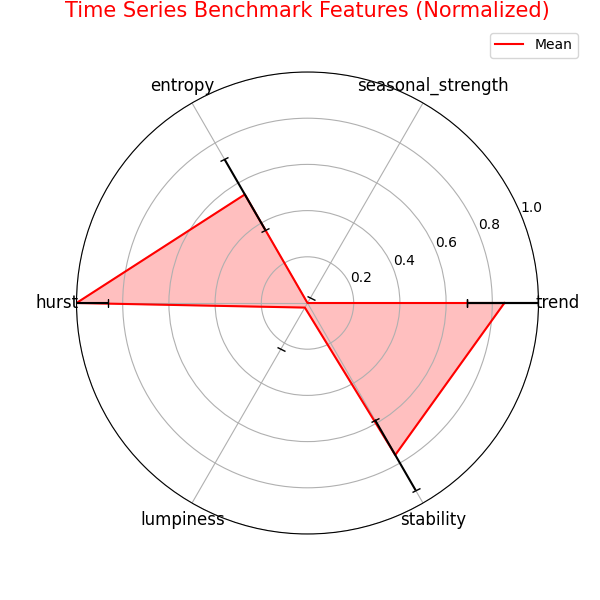 Time Series Benchmark Features (Normalized)
Mean
entropy
seasonal_strength
1.0
0.8
0.6
0.4
0.2
hurst
trend
lumpiness
stability